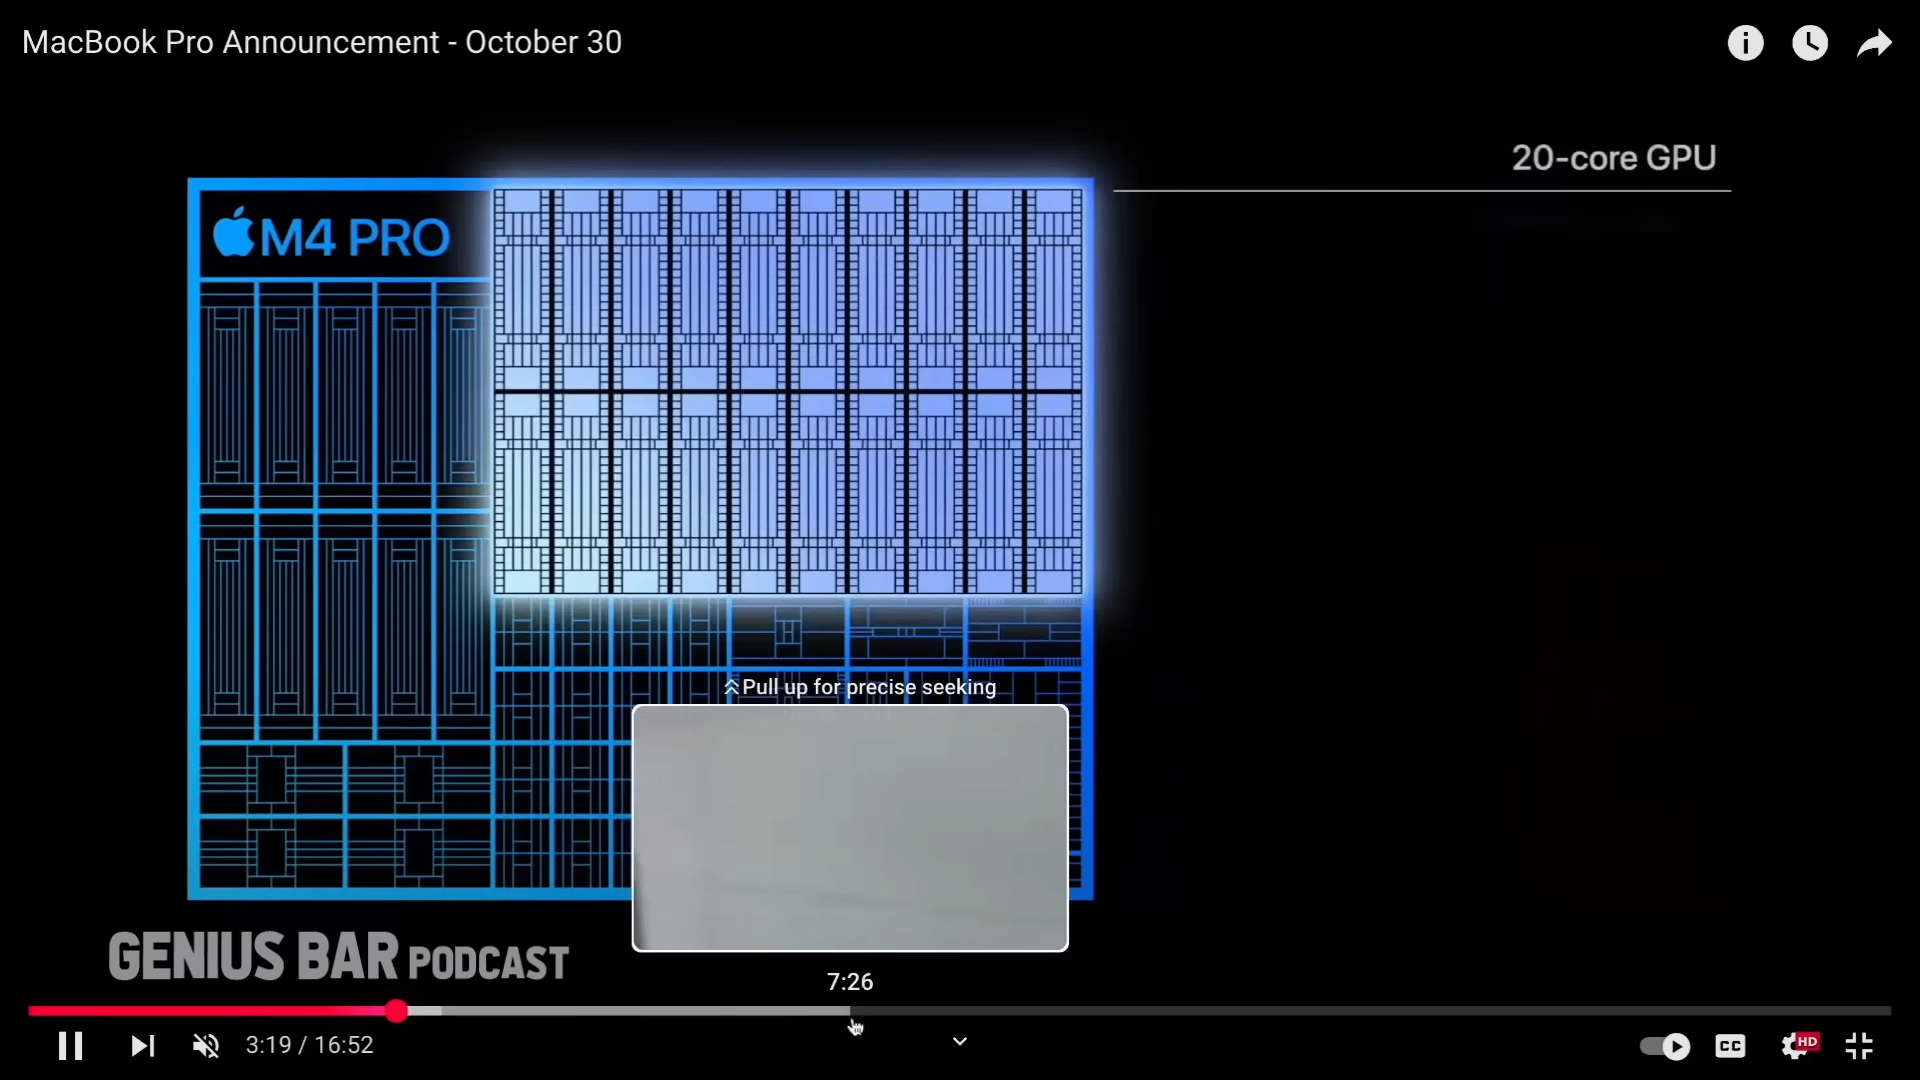 MacBook Pro Announcement - October 30
20-core GPU
M4 PRO
Pull up for precise seeking
GENIUS BAR PODCAST
7:26
3:19 / 16:52
CC
HD